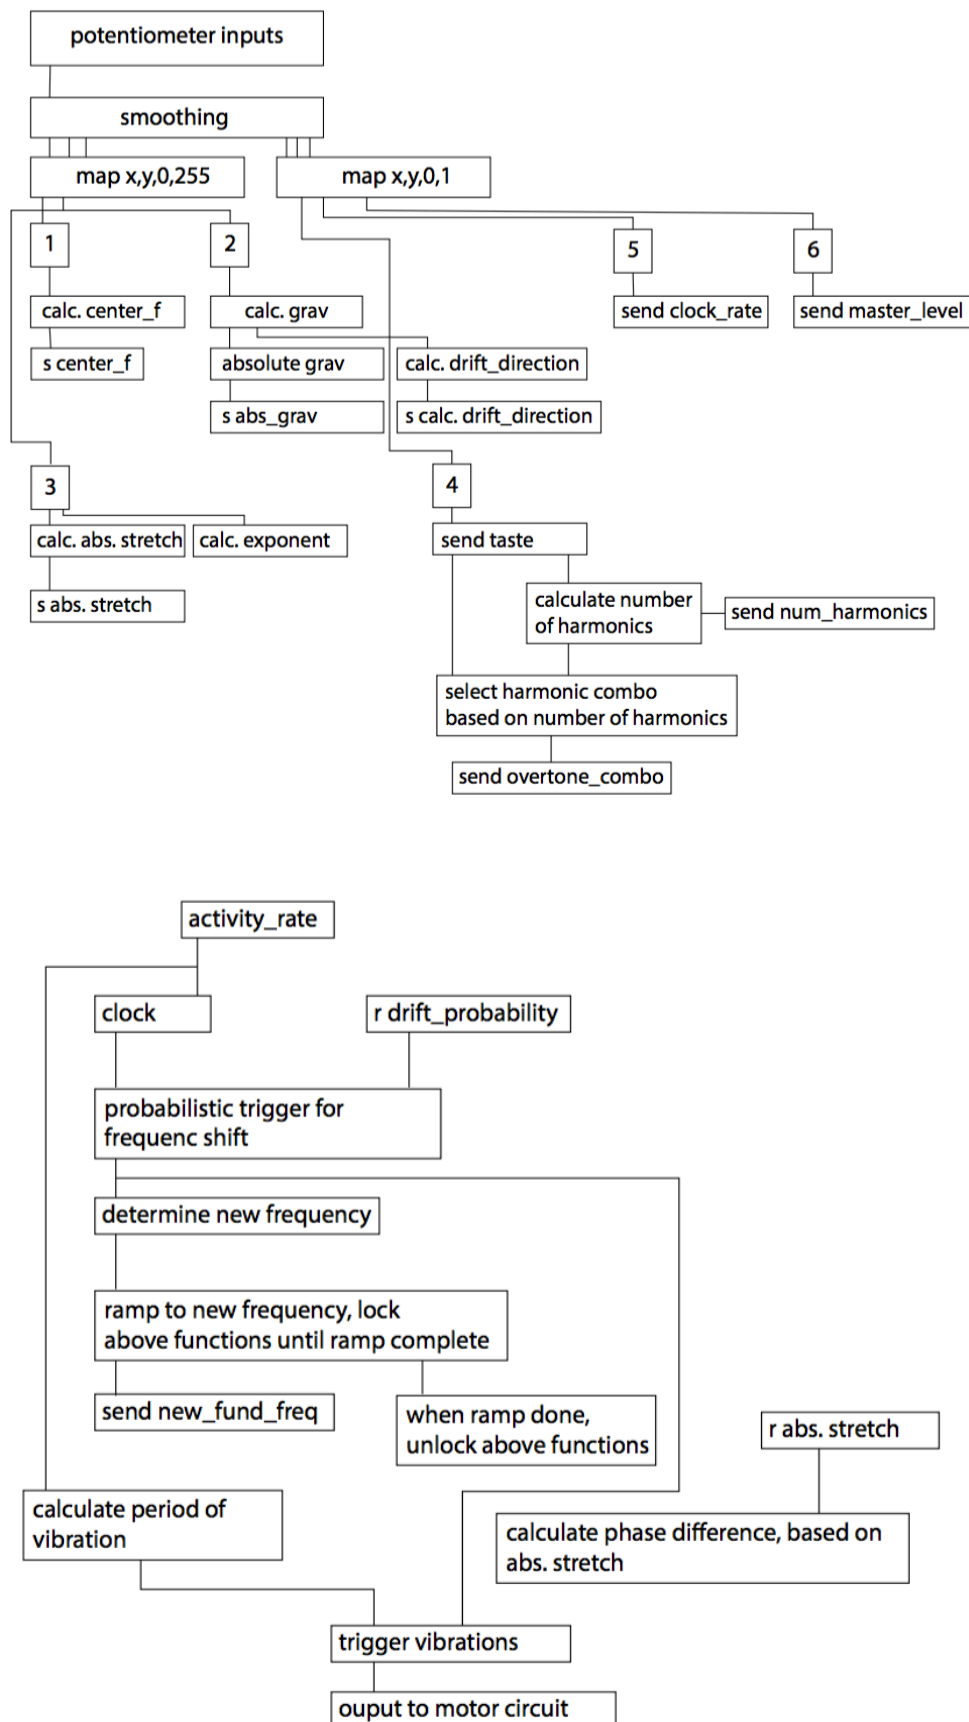 potentiometer inputs
smoothing
map x,y,0,255
map x,y,0,1
1
2
5
6
calc. center_f
calc. grav
send clock_rate
send master_level
s center_f
absolute grav
calc. drift_direction
s abs_grav
s calc. drift_direction
3
4
calc. abs. stretch
calc. exponent
send taste
s abs. stretch
calculate number
of harmonics
send num_harmonics
select harmonic combo
based on number of harmonics
send overtone_combo
activity_rate
clock
r drift_probability
probabilistic trigger for
frequenc shift
determine new frequency
ramp to new frequency, lock
above functions until ramp complete
send new_fund_freq
when ramp done,
unlock above functions
r abs. stretch
calculate period of
vibration
calculate phase difference, based on
abs. stretch
trigger vibrations
ouput to motor circuit